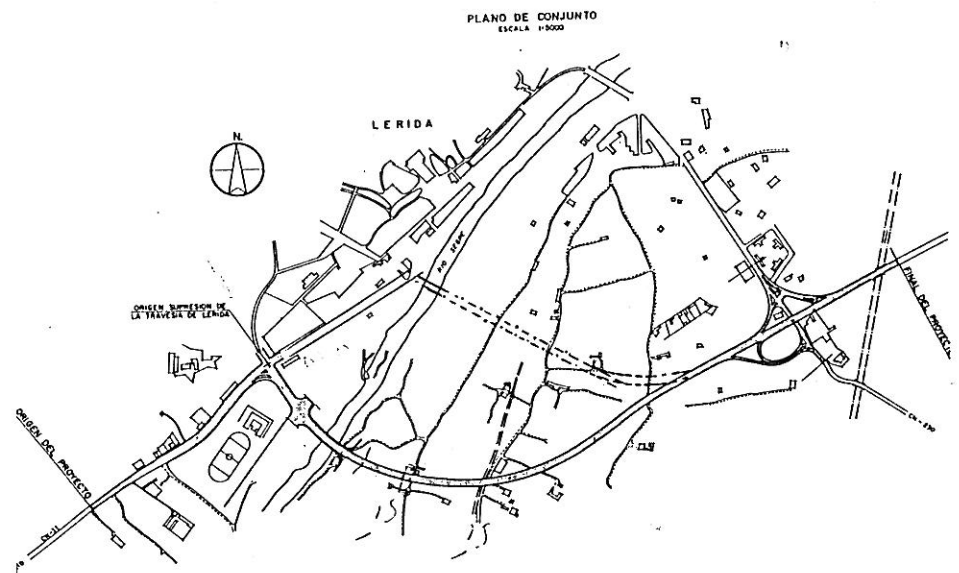 PLANO DE CONJUNTO
ESCALA 1:5000
LERIDA
N.
RIO SEGRE
ORIGEN SUPRESION DE
LA TRAVESIA DE LERIDA
FINAL DEL PROYECTO
ORIGEN DEL PROYECTO
CN-II